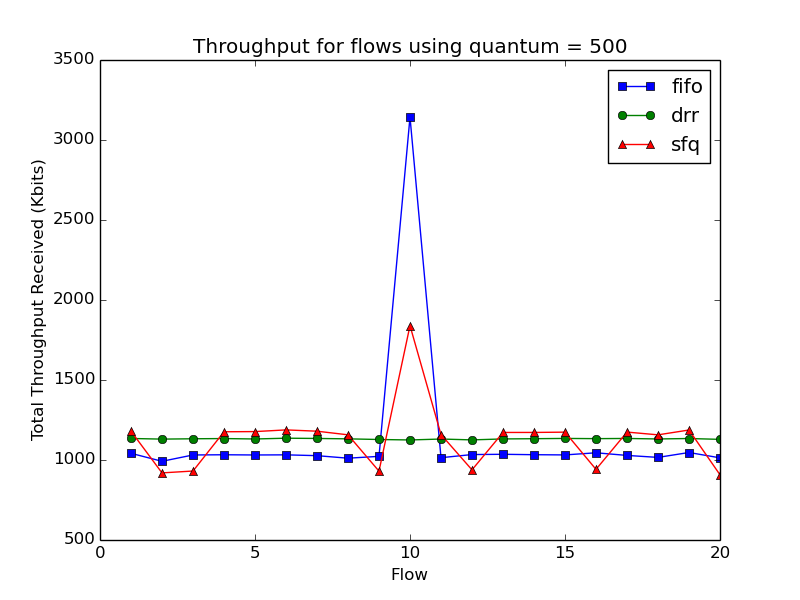 Throughput for flows using quantum = 500
3500
3000
2500
2000
1500
1000
500
Total Throughput Received (Kbits)
fifo
drr
sfq
0
5
10
15
20
Flow